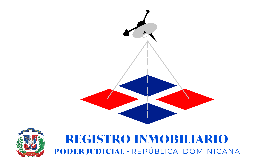 REGISTRO INMOBILIARIO
PODER JUDICIAL · REPÚBLICA DOMINICANA